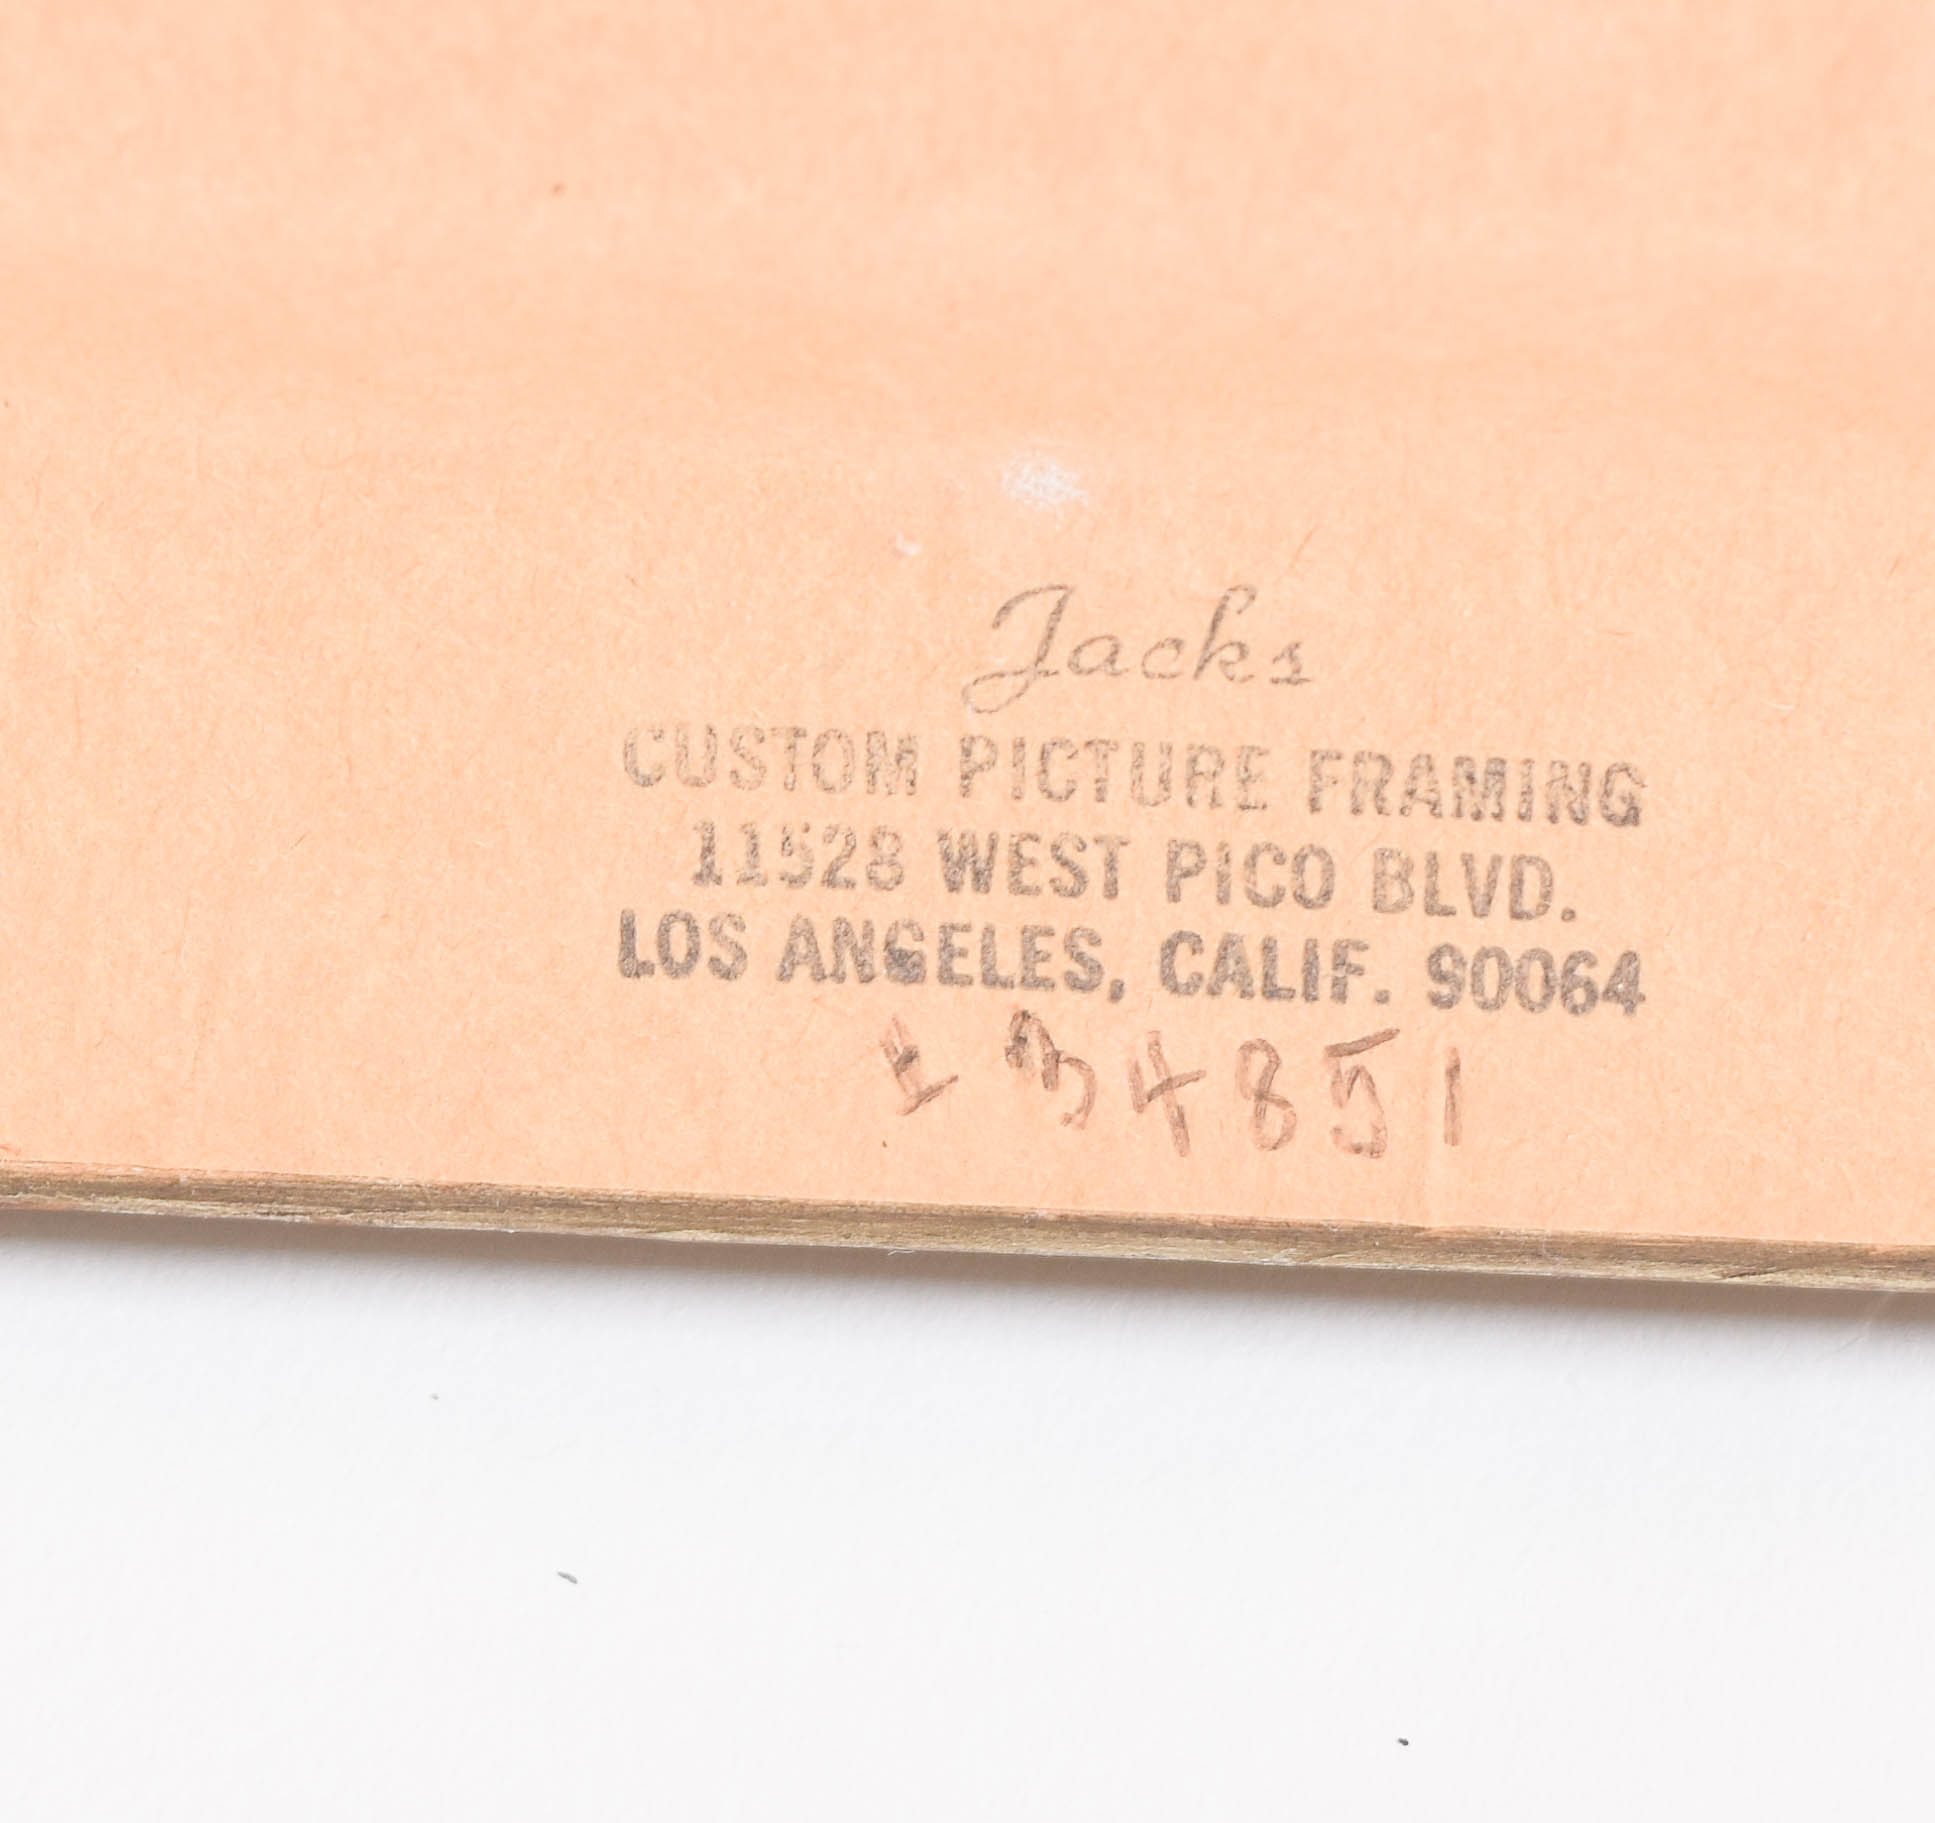 Jacks
CUSTOM PICTURE FRAMING
11528 WEST PICO BLVD.
LOS ANGELES, CALIF. 90064